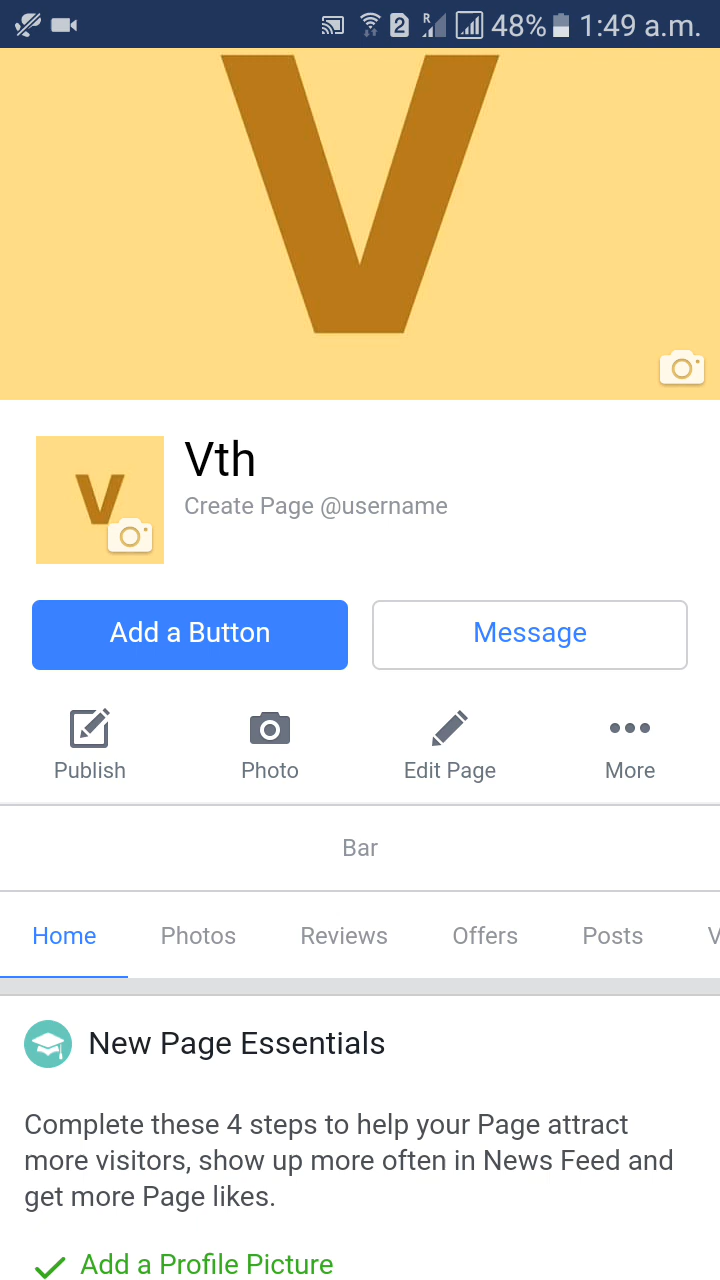 2 R 48% 1:49 a.m.
V
V
Vth
Create Page @username
Add a Button
Message
Publish
Photo
Edit Page
More
Bar
Home Photos Reviews Offers Posts V
New Page Essentials
Complete these 4 steps to help your Page attract
more visitors, show up more often in News Feed and
get more Page likes.
Add a Profile Picture